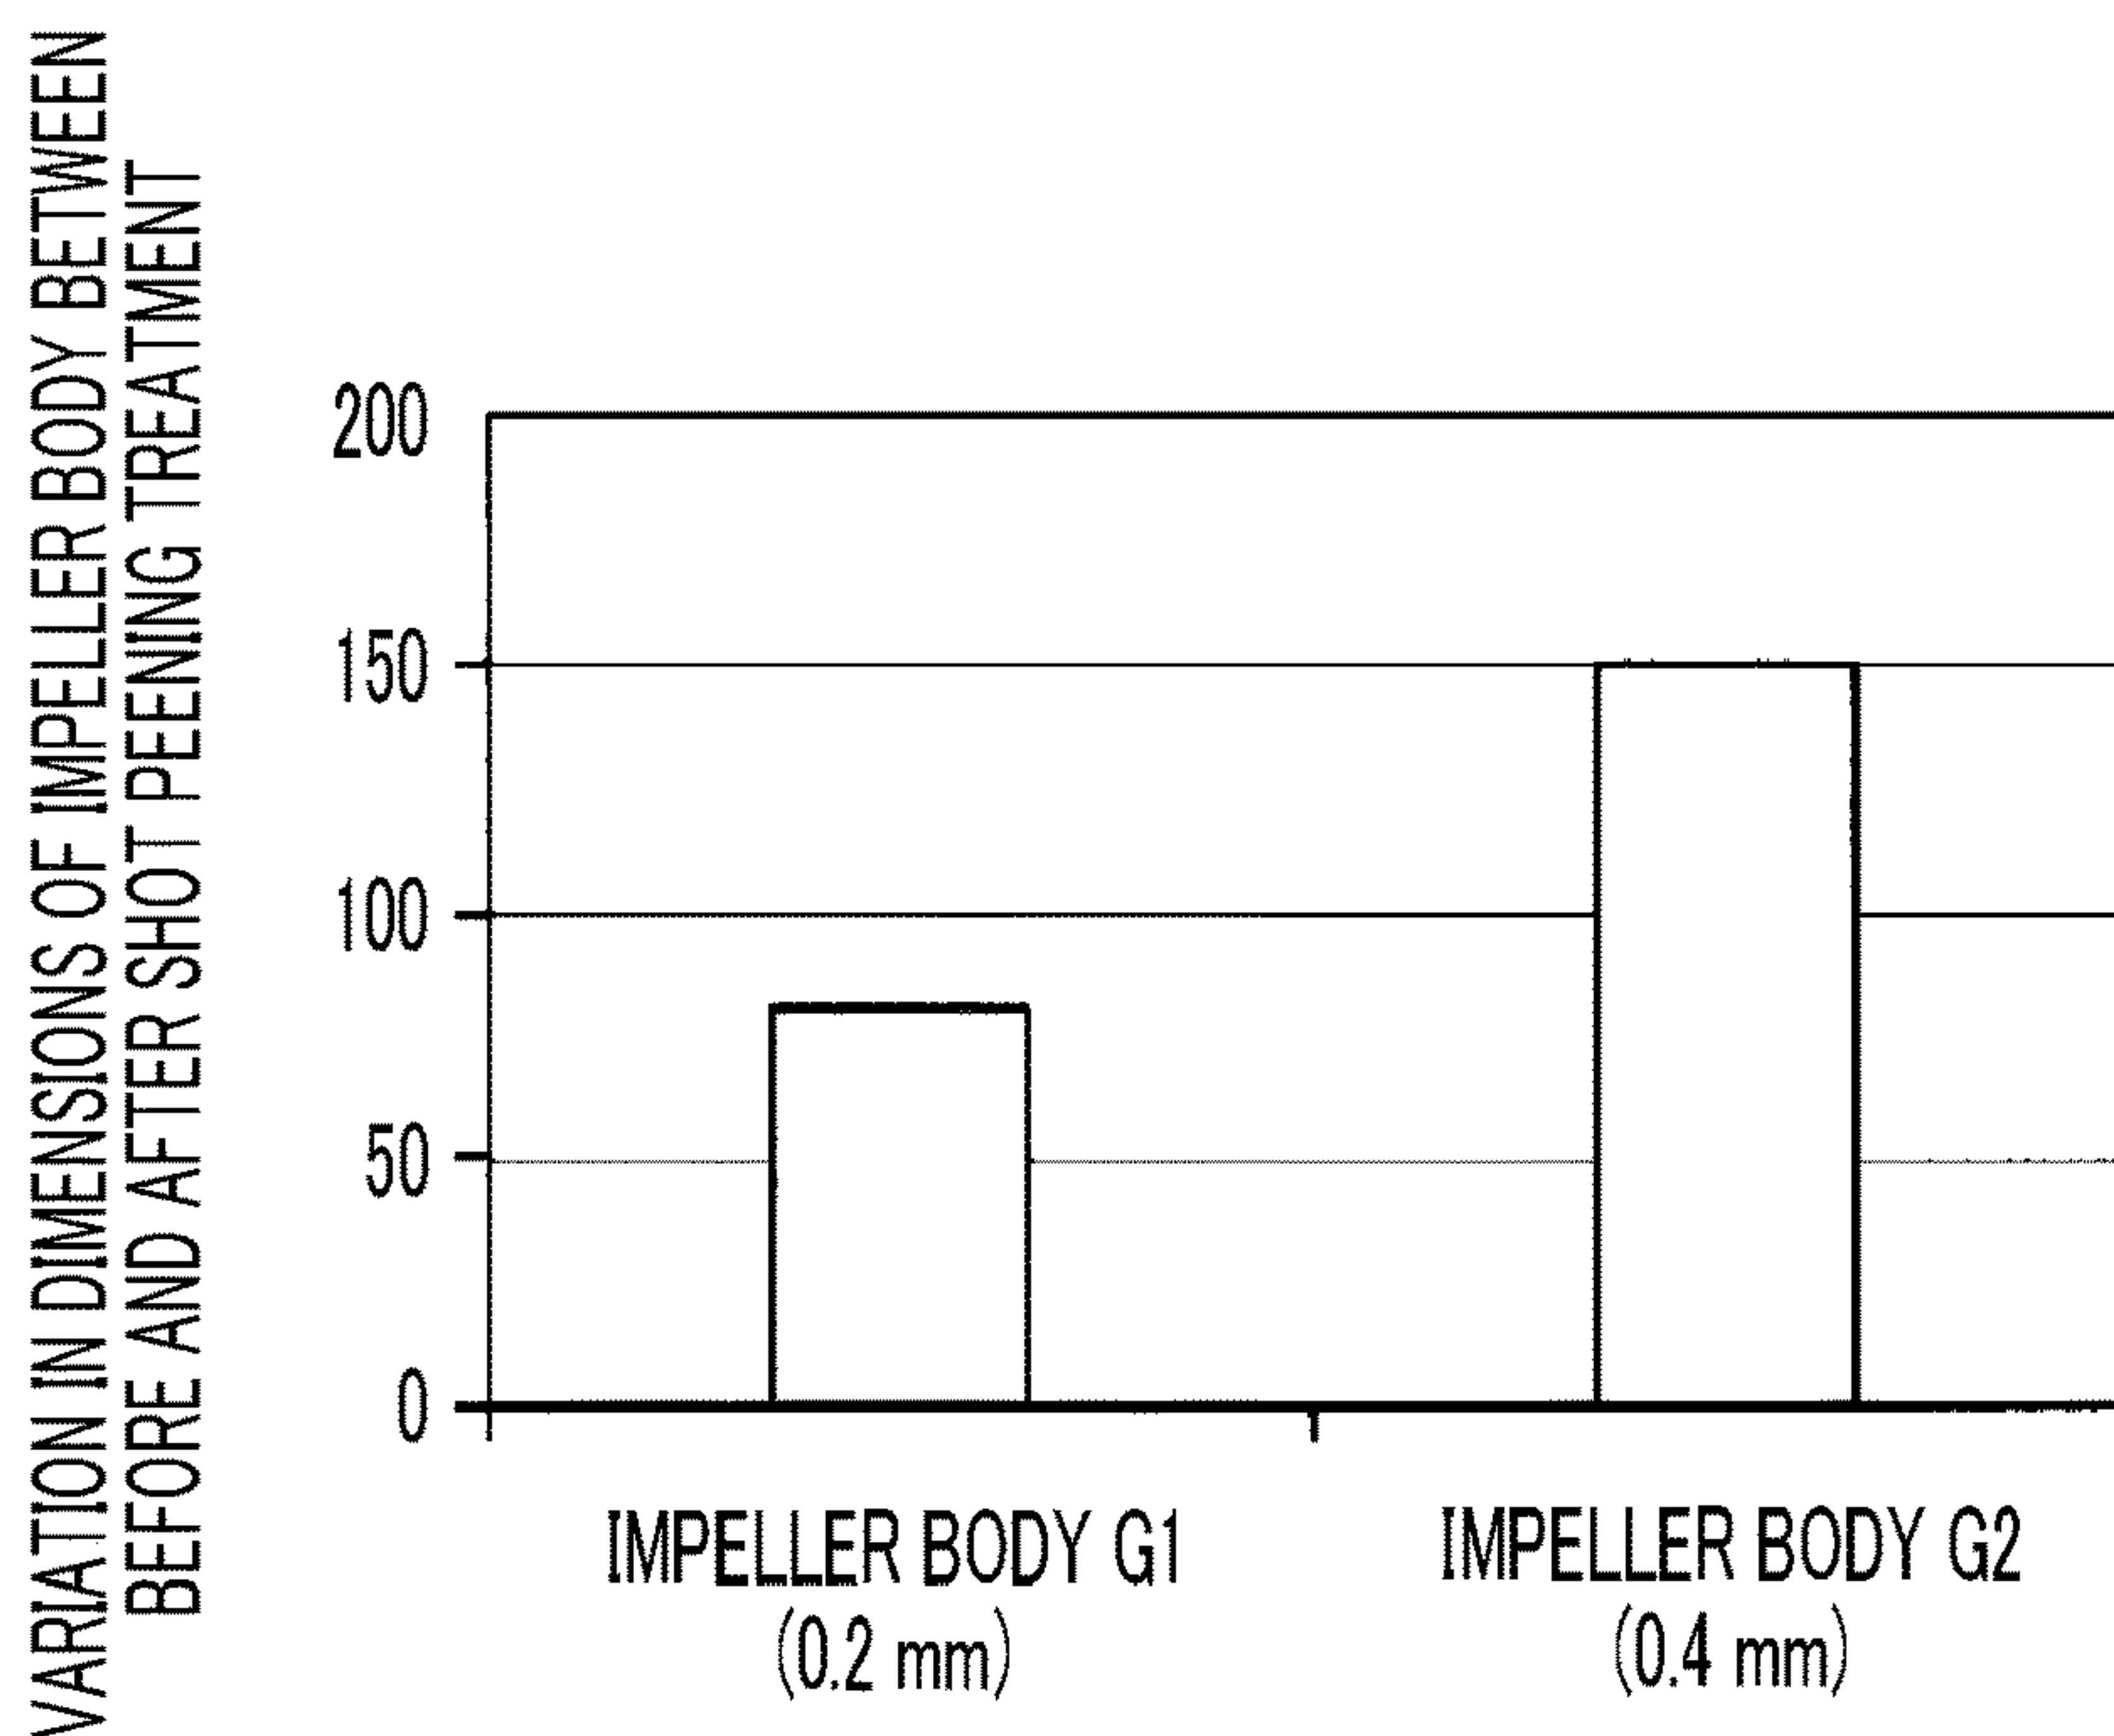 VARIATION IN DIMENSIONS OF IMPELLER BODY BETWEEN
BEFORE AND AFTER SHOT PEENING TREATMENT
200
150
100
50
0
IMPELLER BODY G1
(0.2 mm)
IMPELLER BODY G2
(0.4 mm)